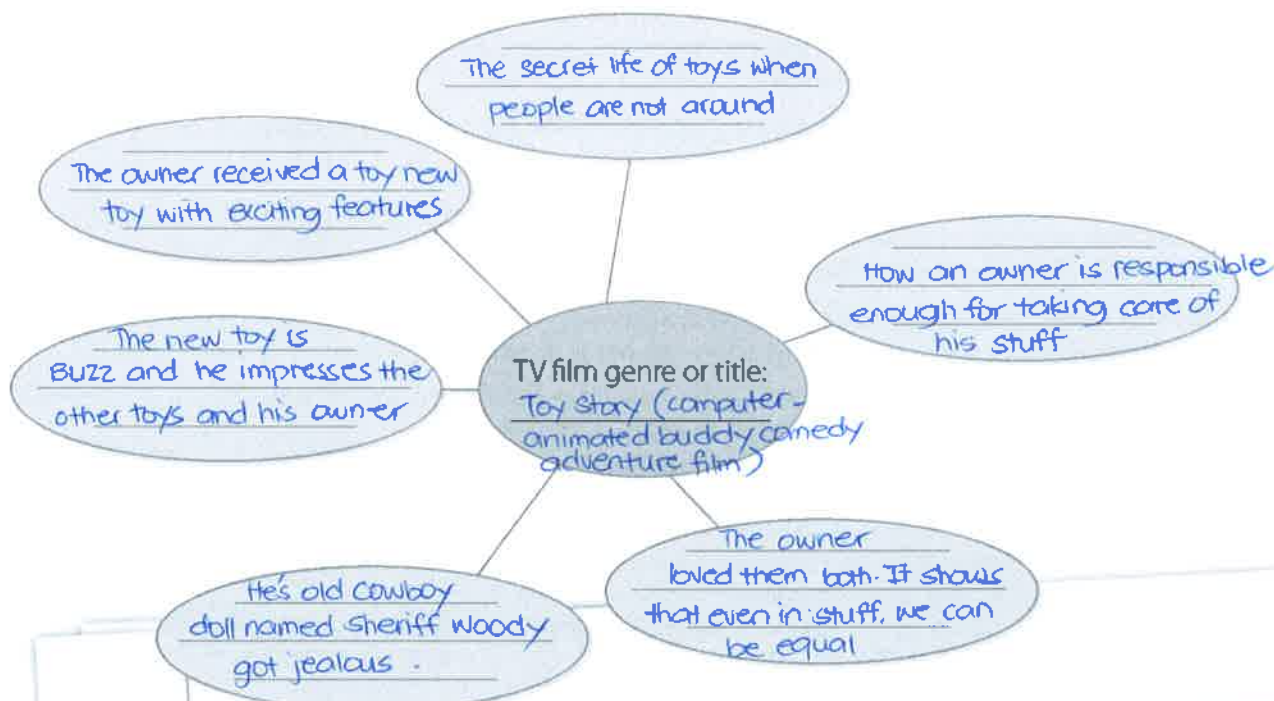 The secret life of toys when
people are not around
The owner received a toy new
toy with exciting features
How an owner is responsible
enough for taking care of
his stuff
The new toy is
Buzz and he impresses the
other toys and his owner
TV film genre or title:
Toy Story (computer-
animated buddy comedy
adventure film)
He's old cowboy
doll named Sheriff Woody
got jealous.
The owner
loved them both. It shows
that even in stuff, we can
be equal